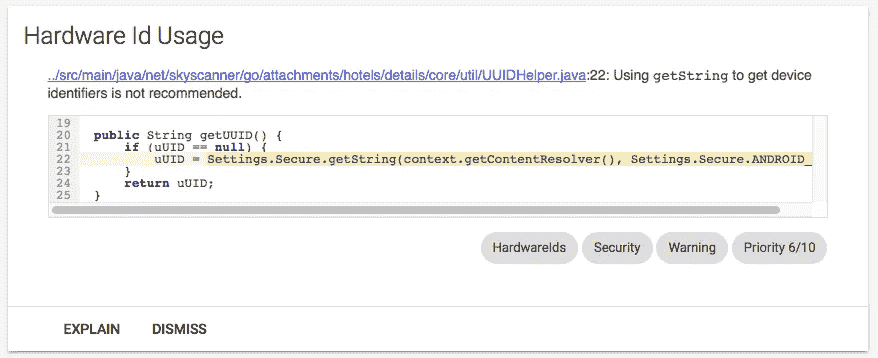 Hardware Id Usage
../src/main/java/net/skyscanner/go/attachments/hotels/details/core/util/UUIDHelper.java:22: Using getString to get device
identifiers is not recommended.
19
20 public String getUUID() {
21 if (uUID == null) {
22 uUID = Settings.Secure.getString(context.getContentResolver(), Settings.Secure.ANDROID_
23 }
24 return uUID;
25 }
HardwareIds Security Warning Priority 6/10
EXPLAIN DISMISS